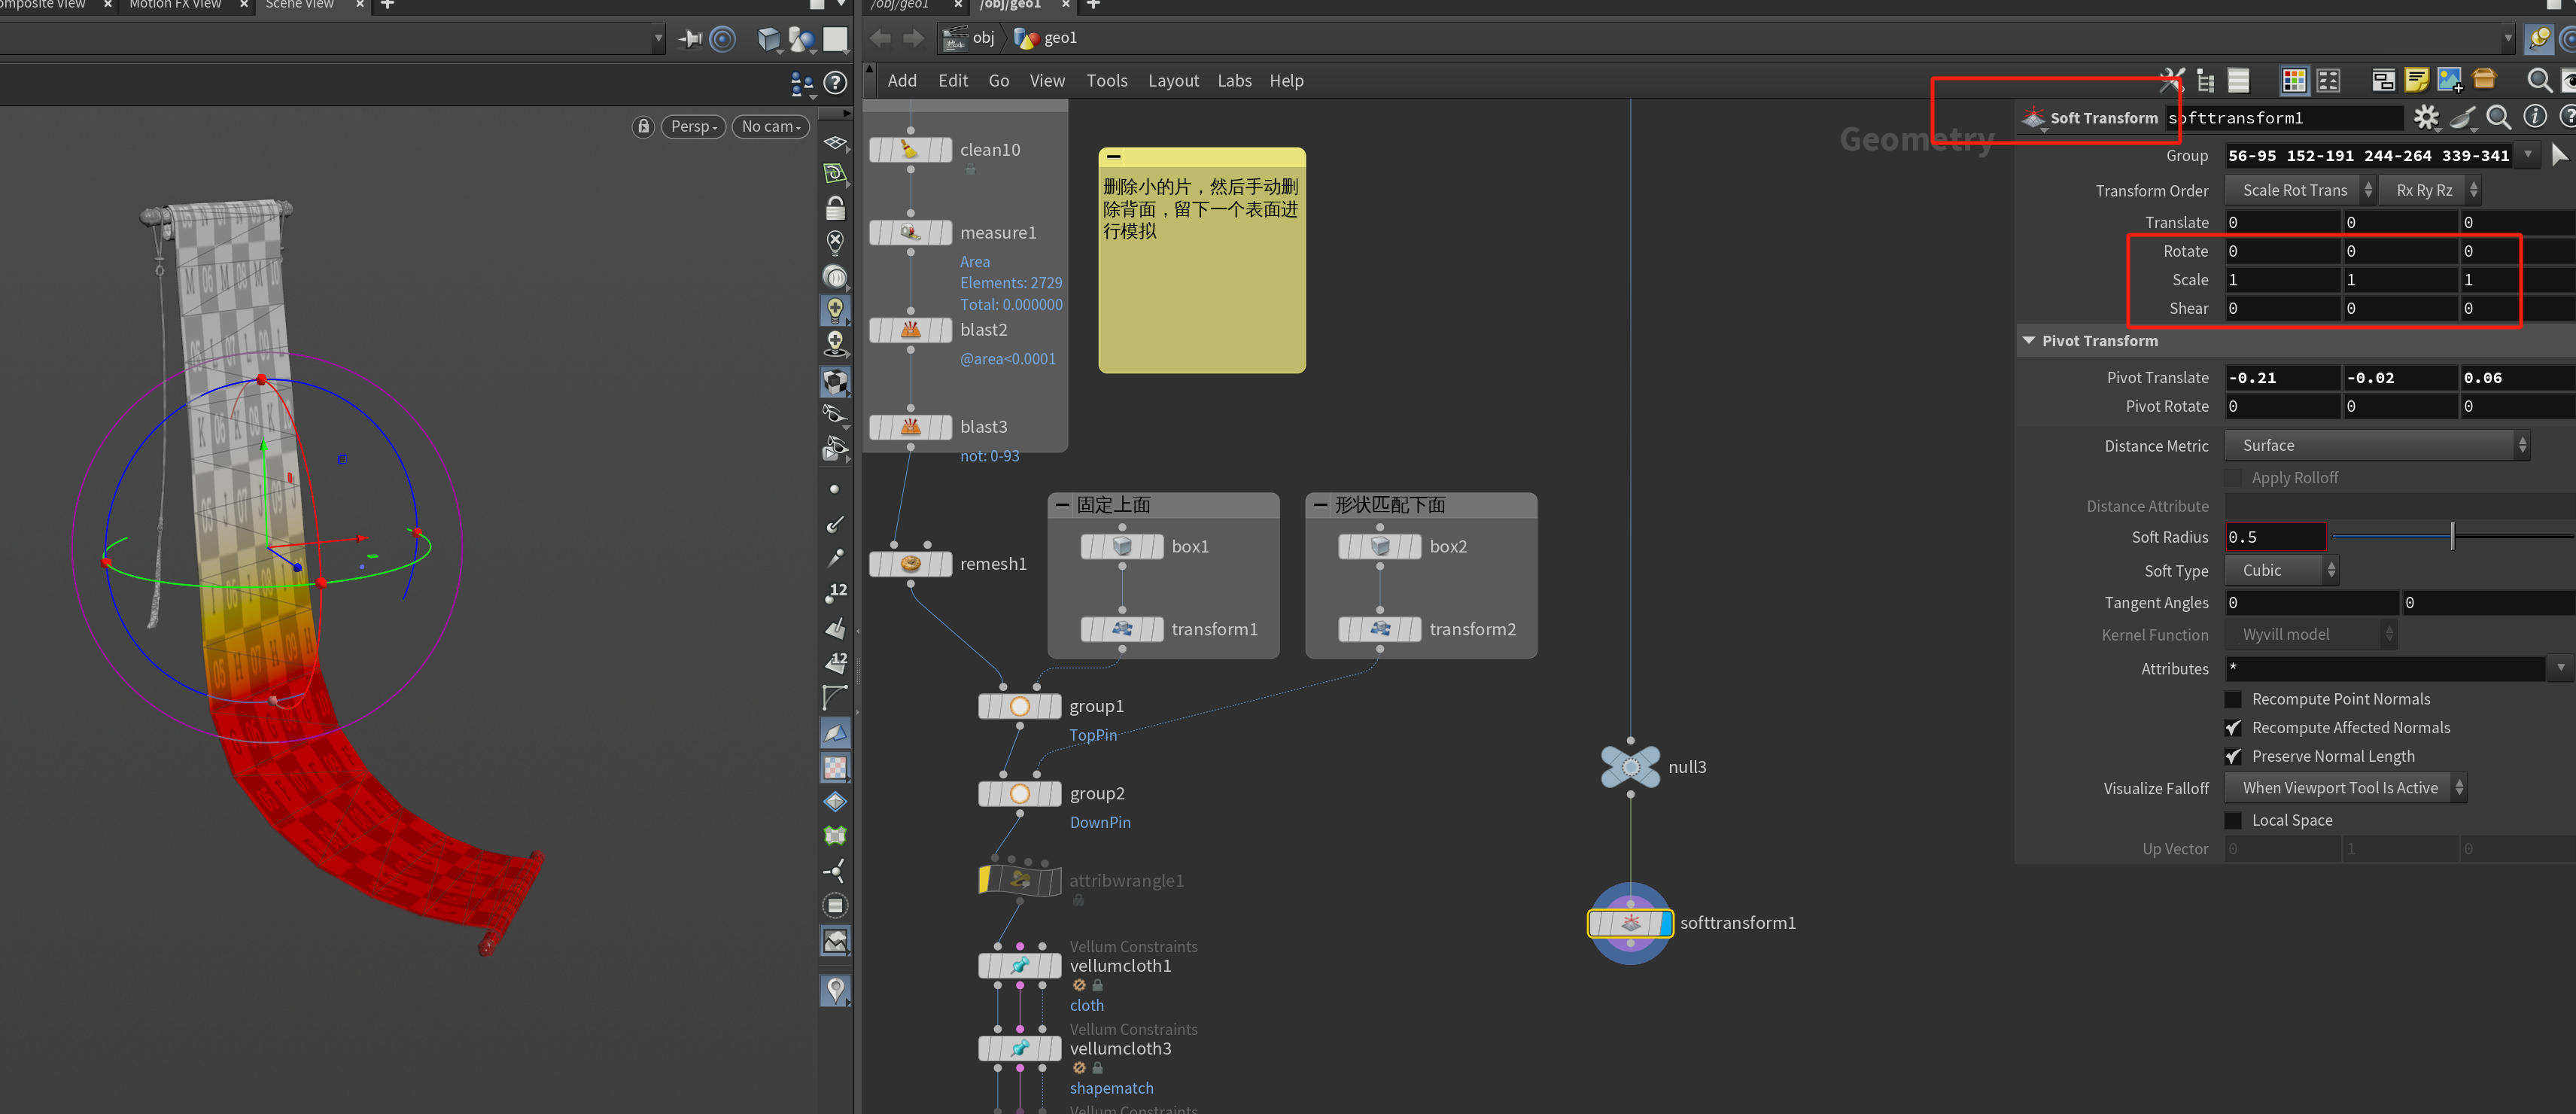 omposite View
Motion FX View
Scene View
/obj/geo1
/obj/geo1
obj
geo1
Add
Edit
Go
View
Tools
Layout
Labs
Help
Persp
No cam
Geometry
12
12
clean10
measure1
Area
Elements: 2729
Total: 0.000000
blast2
@area<0.0001
blast3
not: 0-93
删除小的片，然后手动删
除背面，留下一个表面进
行模拟
remesh1
固定上面
box1
transform1
形状匹配下面
box2
transform2
group1
TopPin
group2
DownPin
attribwrangle1
Vellum Constraints
vellumcloth1
cloth
Vellum Constraints
vellumcloth3
shapematch
Vellum Constraints
null3
softtransform1
Soft Transform
softtransform1
Group
56-95 152-191 244-264 339-341
Transform Order
Scale Rot Trans
Rx Ry Rz
Translate 0 0 0
Rotate 0 0 0
Scale 1 1 1
Shear 0 0 0
Pivot Transform
Pivot Translate -0.21 -0.02 0.06
Pivot Rotate 0 0 0
Distance Metric Surface
Apply Rolloff
Distance Attribute
Soft Radius 0.5
Soft Type Cubic
Tangent Angles 0 0
Kernel Function Wyvill model
Attributes *
Recompute Point Normals
Recompute Affected Normals
Preserve Normal Length
Visualize Falloff When Viewport Tool Is Active
Local Space
Up Vector 0 1 0